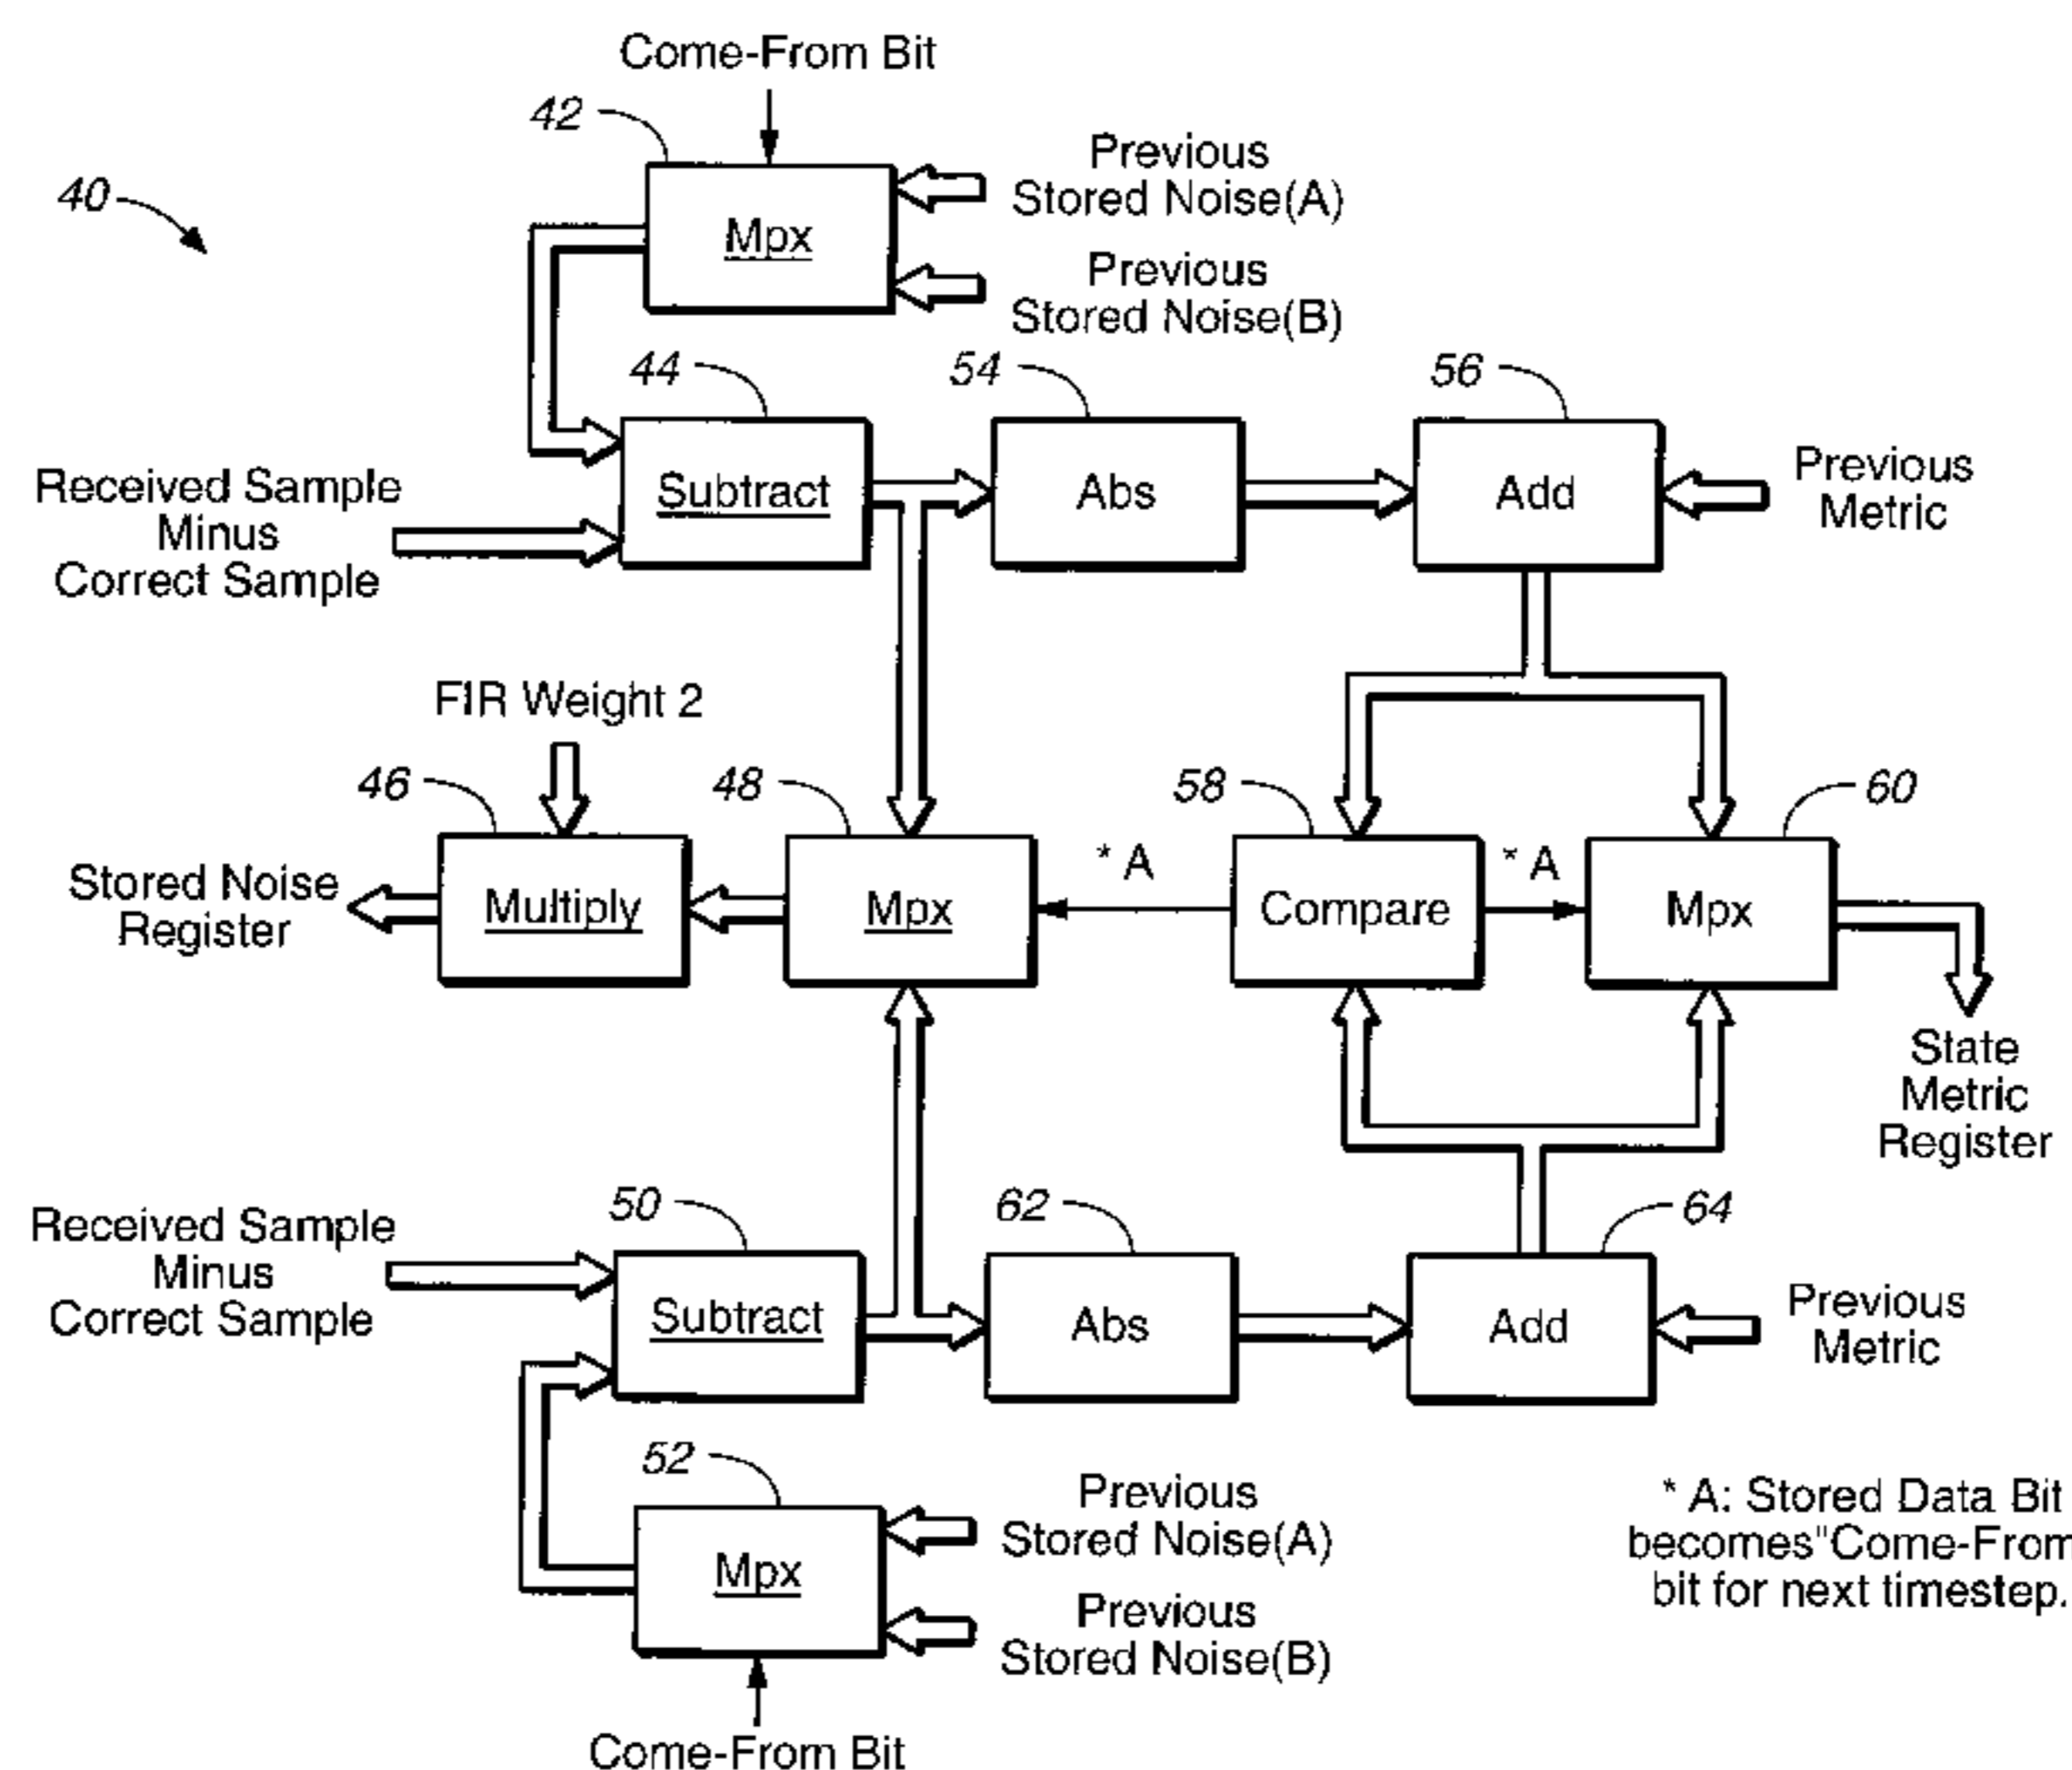 Come-From Bit
42
40
Previous
Stored Noise(A)
Mpx
Previous
Stored Noise(B)
44
54
56
Received Sample
Minus
Correct Sample
Subtract
Abs
Add
Previous
Metric
FIR Weight 2
46
48
58
60
Stored Noise
Register
Multiply
Mpx
* A
Compare
* A
Mpx
State
Metric
Register
Received Sample
Minus
Correct Sample
50
62
64
Subtract
Abs
Add
Previous
Metric
52
Previous
Stored Noise(A)
Mpx
Previous
Stored Noise(B)
Come-From Bit
* A: Stored Data Bit
becomes"Come-From
bit for next timestep.